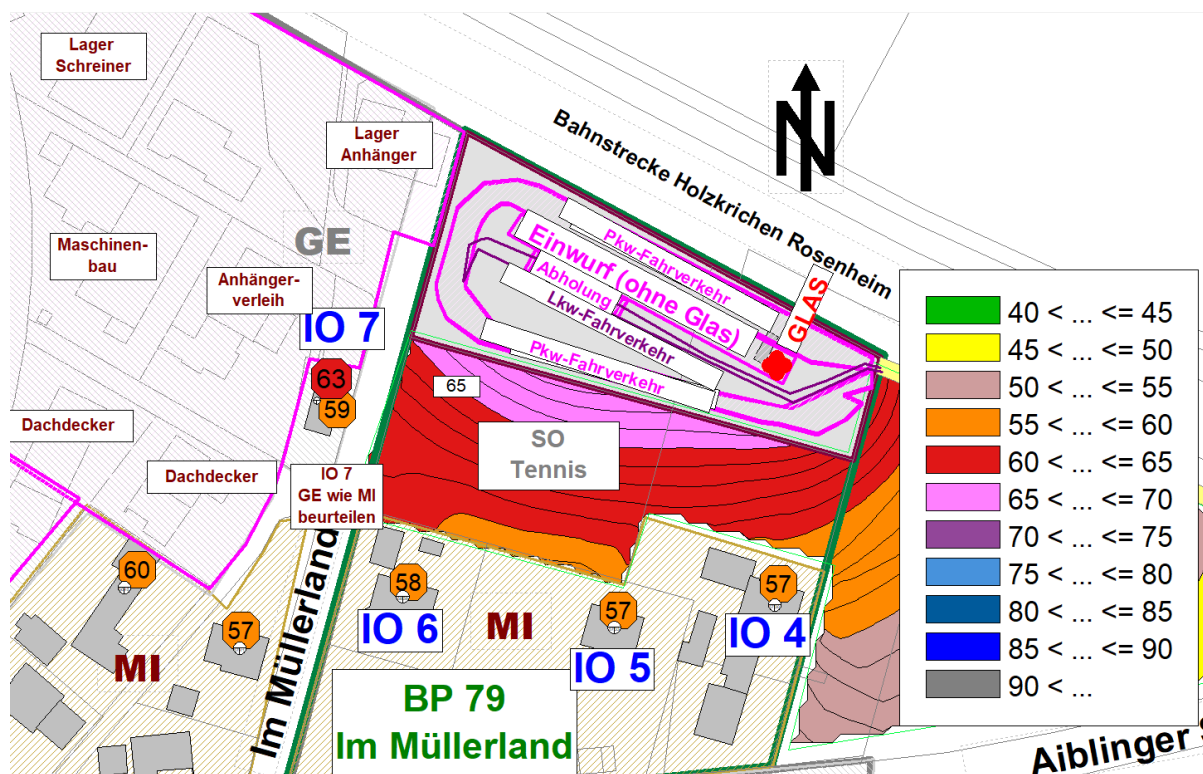 Lager
Schreiner
Lager
Anhänger
Bahnstrecke Holzkrichen Rosenheim
N
GE
Maschinen-
bau
Anhänger-
verleih
IO 7
Pkw-Fahrverkehr
Einwurf (ohne Glas)
Abholung
Lkw-Fahrverkehr
Pkw-Fahrverkehr
GLAS
63
59
65
Dachdecker
Dachdecker
IO 7
GE wie MI
beurteilen
SO
Tennis
40 < ... <= 45
45 < ... <= 50
50 < ... <= 55
55 < ... <= 60
60 < ... <= 65
65 < ... <= 70
70 < ... <= 75
75 < ... <= 80
80 < ... <= 85
85 < ... <= 90
90 < ...
60
57
58
57
57
IO 6
MI
IO 5
IO 4
MI
Im Müllerland
BP 79
Im Müllerland
Aiblinger S